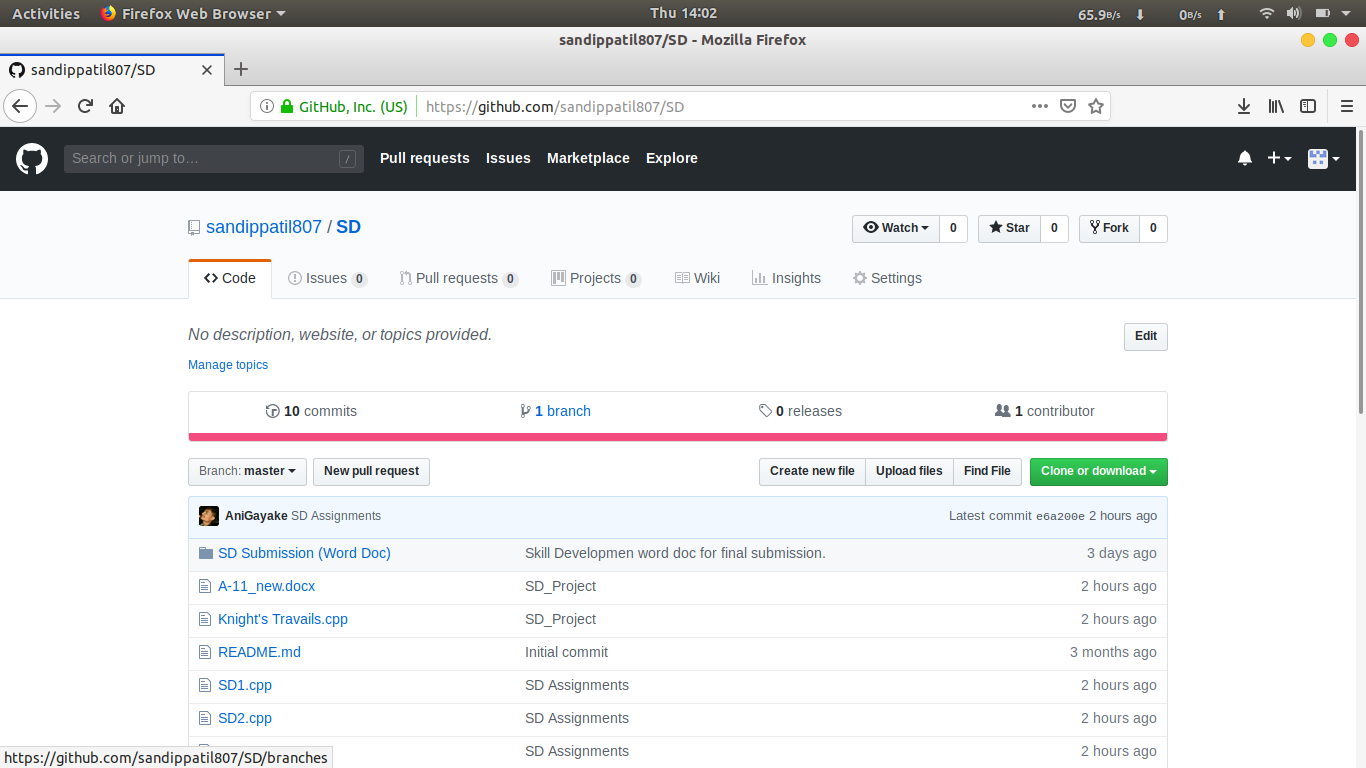 Activities Firefox Web Browser Thu 14:02 65.9B/s 0B/s
sandippatil807/SD - Mozilla Firefox
sandippatil807/SD
GitHub, Inc. (US) https://github.com/sandippatil807/SD
Search or jump to… / Pull requests Issues Marketplace Explore
sandippatil807 / SD Watch 0 Star 0 Fork 0
Code Issues 0 Pull requests 0 Projects 0 Wiki Insights Settings
No description, website, or topics provided. Edit
Manage topics
10 commits 1 branch 0 releases 1 contributor
Branch: master New pull request Create new file Upload files Find File Clone or download
AniGayake SD Assignments Latest commit e6a200e 2 hours ago
SD Submission (Word Doc) Skill Developmen word doc for final submission. 3 days ago
A-11_new.docx SD_Project 2 hours ago
Knight's Travails.cpp SD_Project 2 hours ago
README.md Initial commit 3 months ago
SD1.cpp SD Assignments 2 hours ago
SD2.cpp SD Assignments 2 hours ago
SD Assignments 2 hours ago
https://github.com/sandippatil807/SD/branches